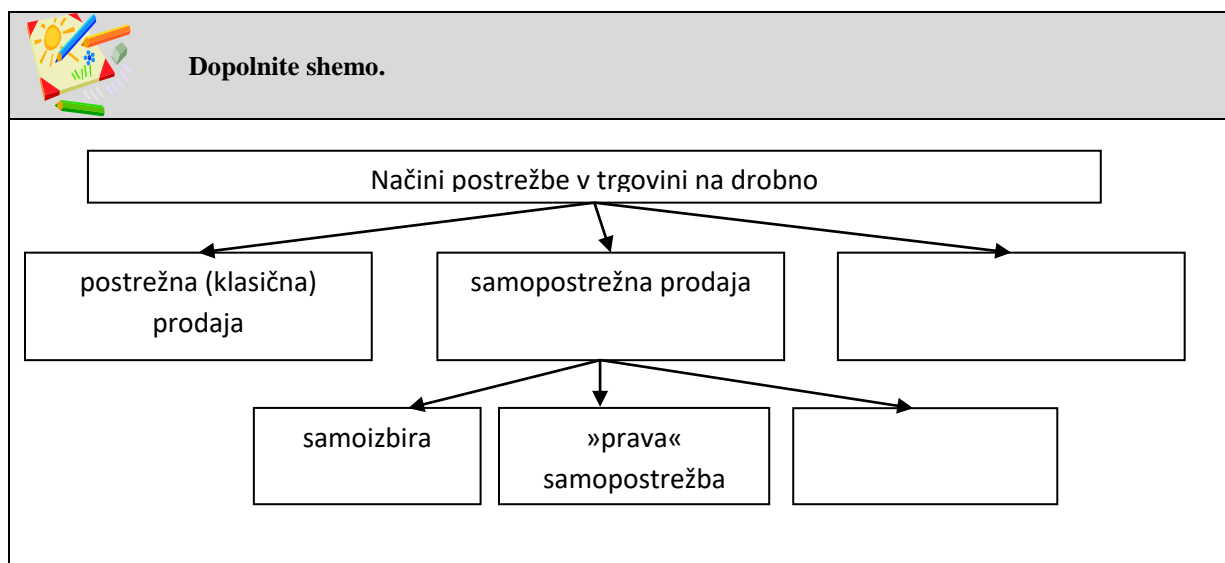 Dopolnite shemo.
Načini postrežbe v trgovini na drobno
postrežna (klasična)
prodaja
samopostrežna prodaja
samoizbira
»prava«
samopostrežba